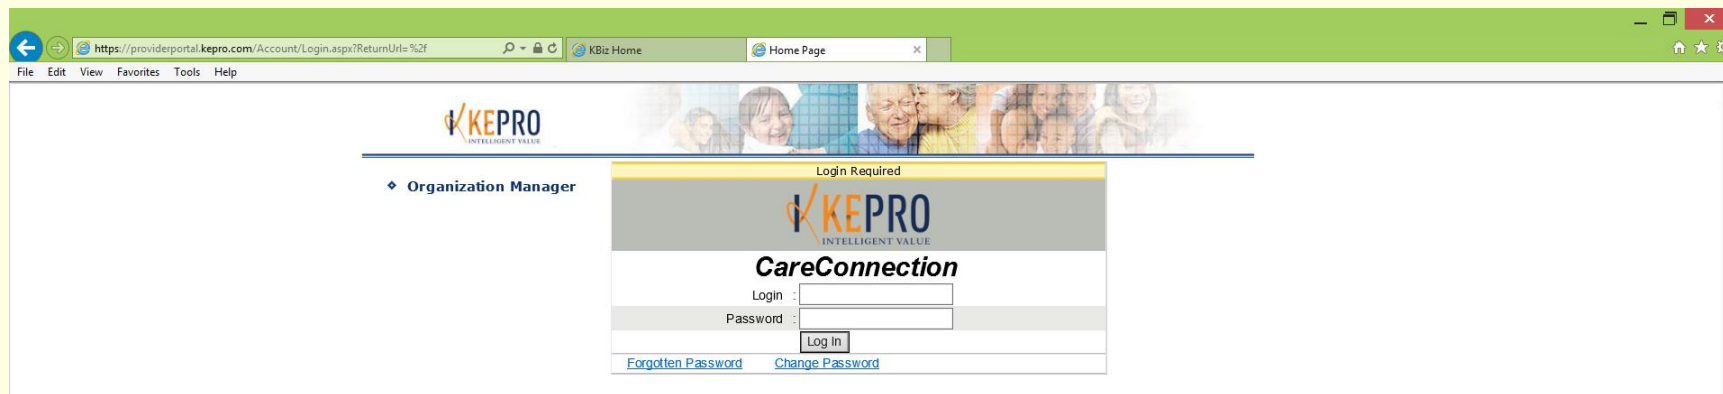 https://providerportal.kepro.com/Account/Login.aspx?ReturnUrl=%2f
KBiz Home
Home Page
File Edit View Favorites Tools Help
KEPRO
INTELLIGENT VALUE
Login Required
Organization Manager
KEPRO
INTELLIGENT VALUE
CareConnection
Login :
Password :
Log In
Forgotten Password Change Password